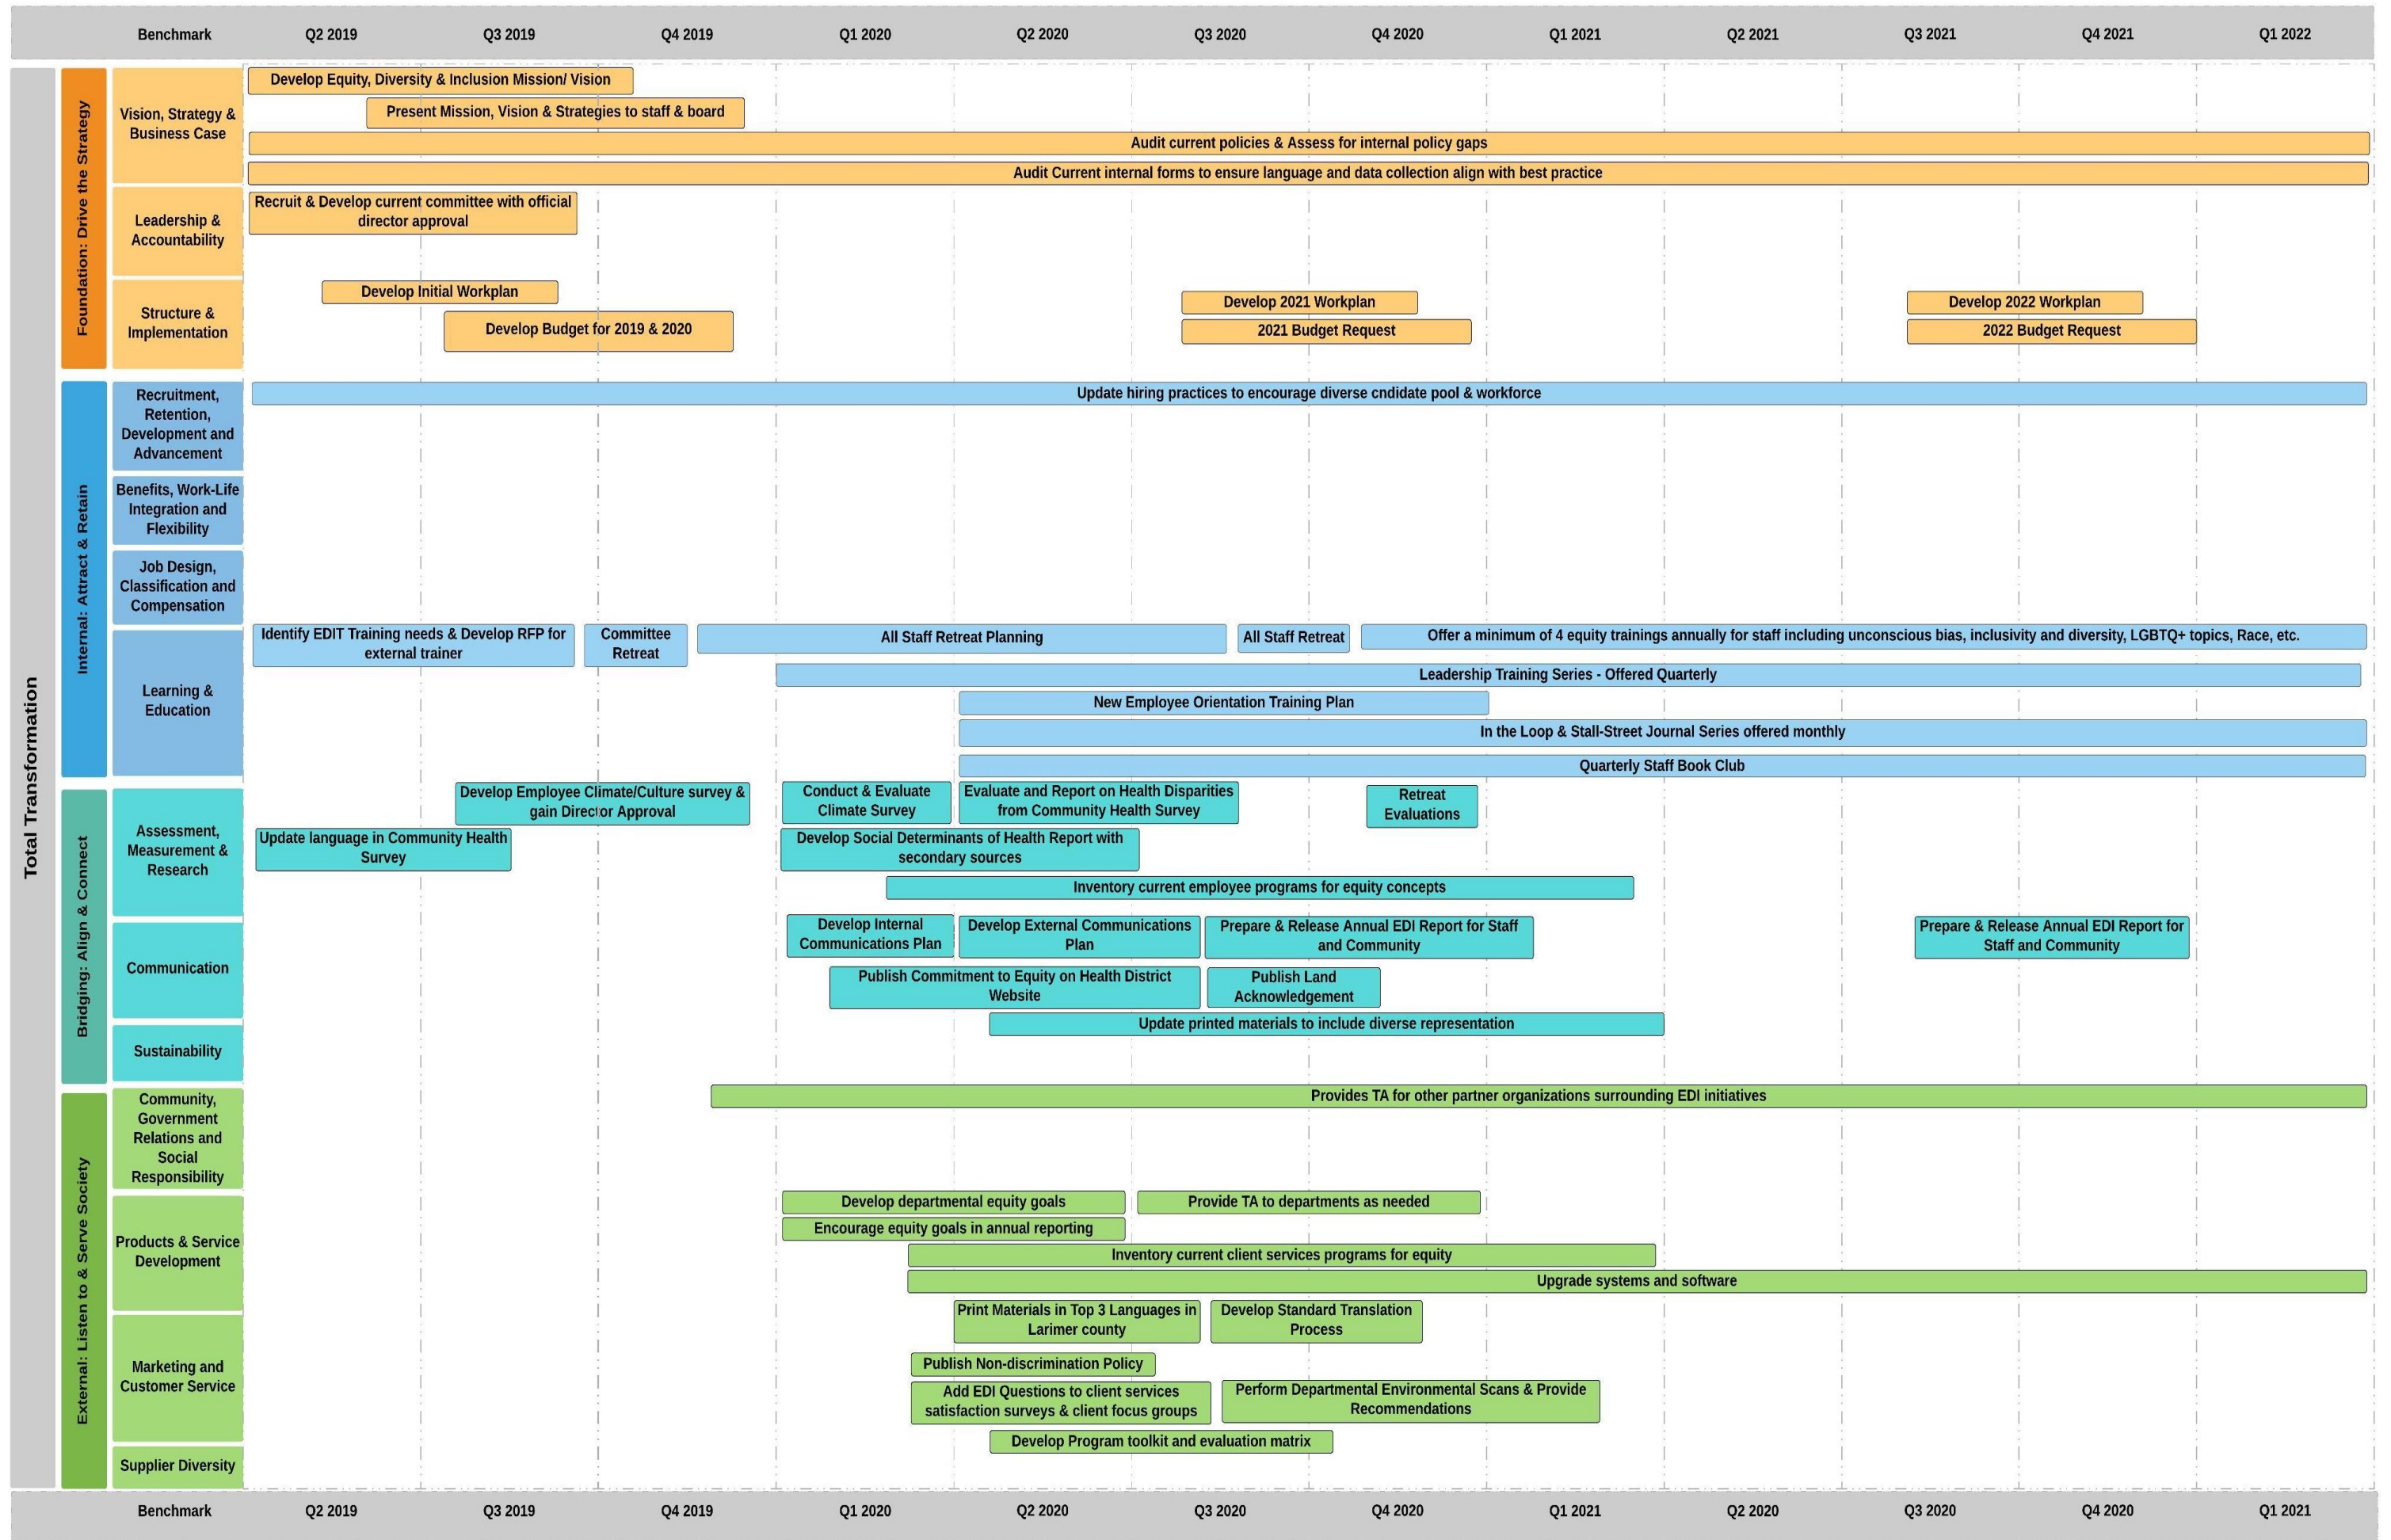 Benchmark Q2 2019 Q3 2019 Q4 2019 Q1 2020 Q2 2020 Q3 2020 Q4 2020 Q1 2021 Q2 2021 Q3 2021 Q4 2021 Q1 2022
Total Transformation
Foundation: Drive the Strategy
Vision, Strategy &
Business Case
Develop Equity, Diversity & Inclusion Mission/ Vision
Present Mission, Vision & Strategies to staff & board
Audit current policies & Assess for internal policy gaps
Audit Current internal forms to ensure language and data collection align with best practice
Leadership &
Accountability
Recruit & Develop current committee with official
director approval
Structure &
Implementation
Develop Initial Workplan
Develop Budget for 2019 & 2020
Develop 2021 Workplan
2021 Budget Request
Develop 2022 Workplan
2022 Budget Request
Internal: Attract & Retain
Recruitment,
Retention,
Development and
Advancement
Update hiring practices to encourage diverse cndidate pool & workforce
Benefits, Work-Life
Integration and
Flexibility
Job Design,
Classification and
Compensation
Learning &
Education
Identify EDIT Training needs & Develop RFP for
external trainer
Committee
Retreat
All Staff Retreat Planning
All Staff Retreat
Offer a minimum of 4 equity trainings annually for staff including unconscious bias, inclusivity and diversity, LGBTQ+ topics, Race, etc.
Leadership Training Series - Offered Quarterly
New Employee Orientation Training Plan
In the Loop & Stall-Street Journal Series offered monthly
Quarterly Staff Book Club
Bridging: Align & Connect
Assessment,
Measurement &
Research
Develop Employee Climate/Culture survey &
gain Director Approval
Conduct & Evaluate
Climate Survey
Evaluate and Report on Health Disparities
from Community Health Survey
Retreat
Evaluations
Update language in Community Health
Survey
Develop Social Determinants of Health Report with
secondary sources
Inventory current employee programs for equity concepts
Communication
Develop Internal
Communications Plan
Develop External Communications
Plan
Prepare & Release Annual EDI Report for Staff
and Community
Prepare & Release Annual EDI Report for
Staff and Community
Publish Commitment to Equity on Health District
Website
Publish Land
Acknowledgement
Update printed materials to include diverse representation
Sustainability
External: Listen to & Serve Society
Community,
Government
Relations and
Social
Responsibility
Provides TA for other partner organizations surrounding EDI initiatives
Products & Service
Development
Develop departmental equity goals
Provide TA to departments as needed
Encourage equity goals in annual reporting
Inventory current client services programs for equity
Upgrade systems and software
Marketing and
Customer Service
Print Materials in Top 3 Languages in
Larimer county
Develop Standard Translation
Process
Publish Non-discrimination Policy
Add EDI Questions to client services
satisfaction surveys & client focus groups
Perform Departmental Environmental Scans & Provide
Recommendations
Develop Program toolkit and evaluation matrix
Supplier Diversity
Benchmark Q2 2019 Q3 2019 Q4 2019 Q1 2020 Q2 2020 Q3 2020 Q4 2020 Q1 2021 Q2 2020 Q3 2020 Q4 2020 Q1 2021